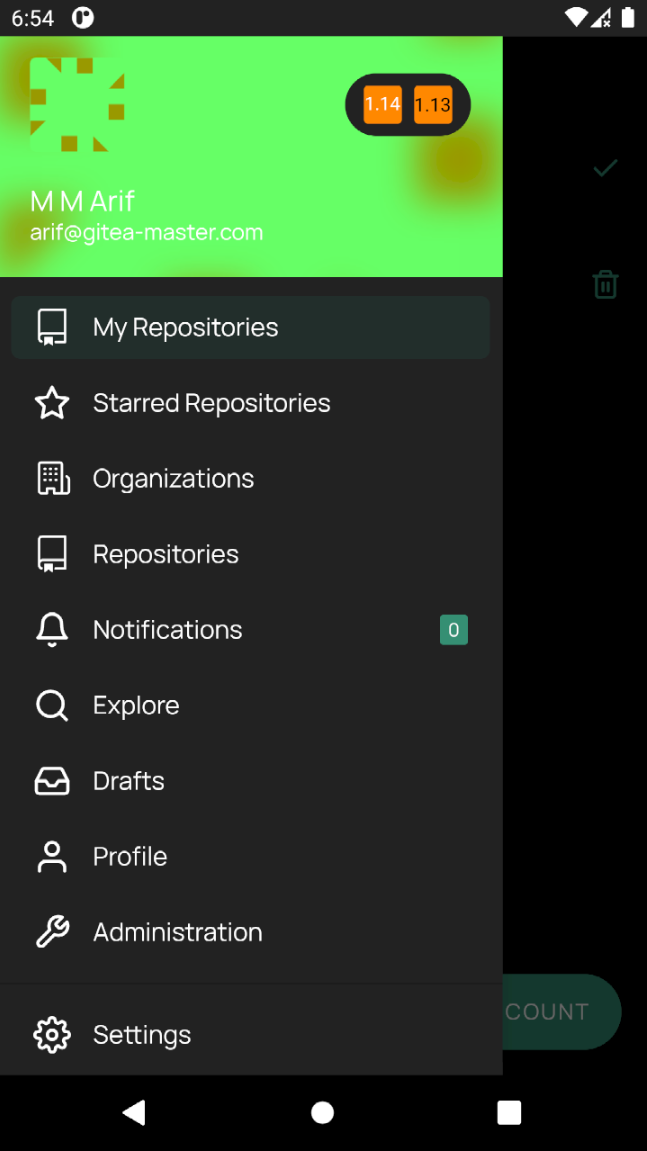 6:54
1.14 1.13
M M Arif
arif@gitea-master.com
My Repositories
Starred Repositories
Organizations
Repositories
Notifications 0
Explore
Drafts
Profile
Administration
COUNT
Settings